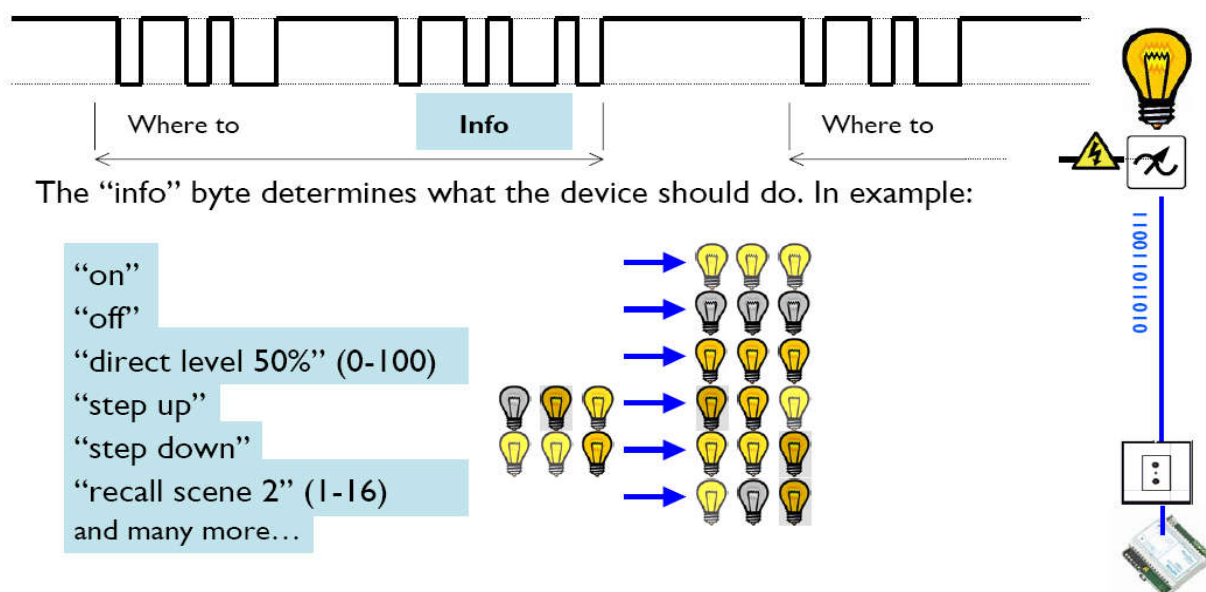 Where to Info Where to
The “info” byte determines what the device should do. In example:
“on”
“off”
“direct level 50%” (0-100)
“step up”
“step down”
“recall scene 2” (1-16)
and many more…
010110110110011